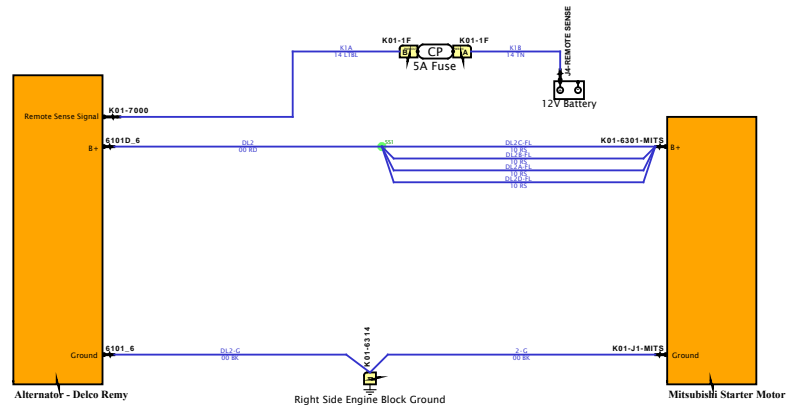 J4-REMOTE SENSE
K01-1F
K01-1F
K1A
14 LTBL
B
CP
A
K1B
14 TN
5A Fuse
12V Battery
K01-7000
Remote Sense Signal
6101D_6
B+
DL2
00 RD
SS1
DL2C-FL
10 RS
DL2B-FL
10 RS
DL2A-FL
10 RS
DL2D-FL
10 RS
K01-6301-MITS
B+
K01-6314
6101_6
Ground
DL2-G
00 BK
2-G
00 BK
K01-J1-MITS
Ground
Alternator - Delco Remy
Right Side Engine Block Ground
Mitsubishi Starter Motor